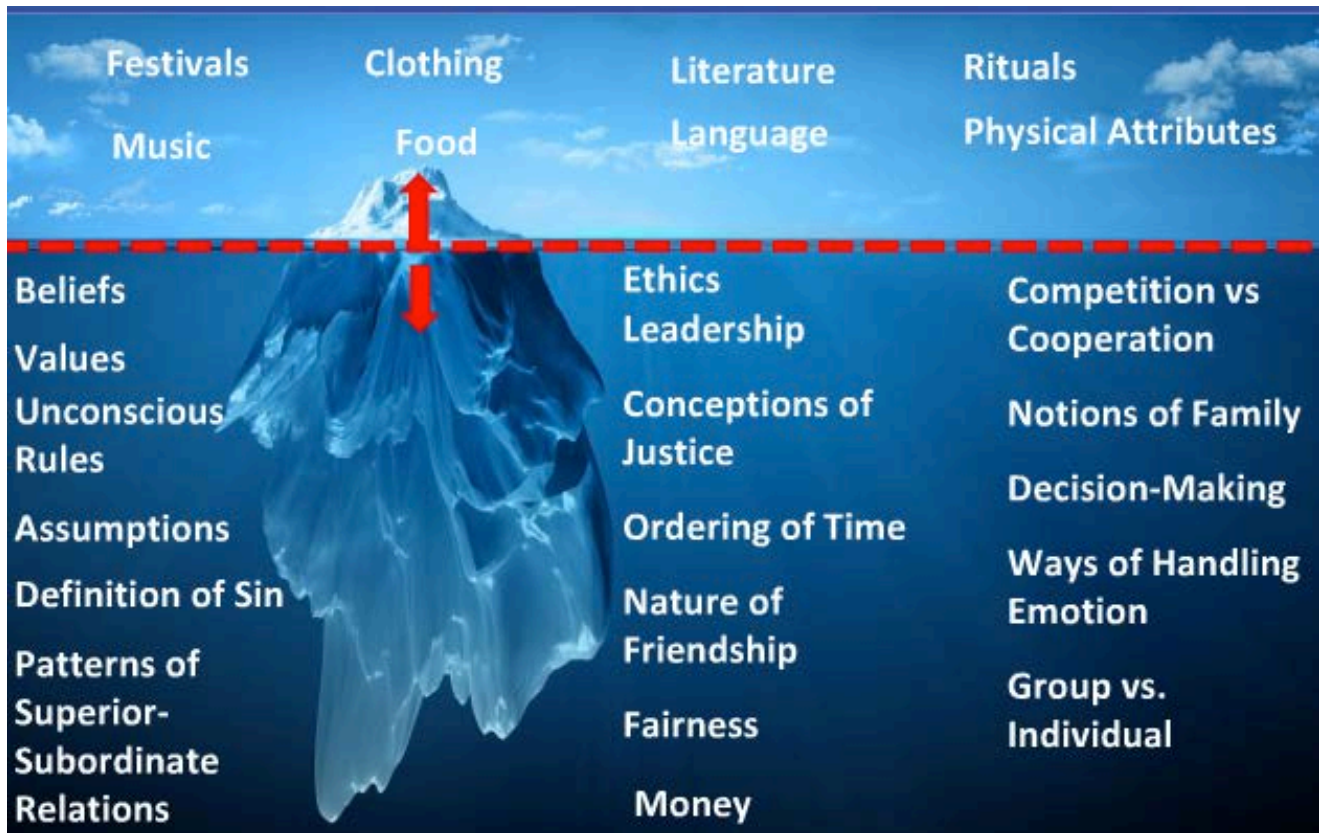 Festivals
Clothing
Literature
Rituals
Music
Food
Language
Physical Attributes
Beliefs
Values
Unconscious
Rules
Assumptions
Definition of Sin
Patterns of
Superior-
Subordinate
Relations
Ethics
Leadership
Conceptions of
Justice
Ordering of Time
Nature of
Friendship
Fairness
Money
Competition vs
Cooperation
Notions of Family
Decision-Making
Ways of Handling
Emotion
Group vs.
Individual